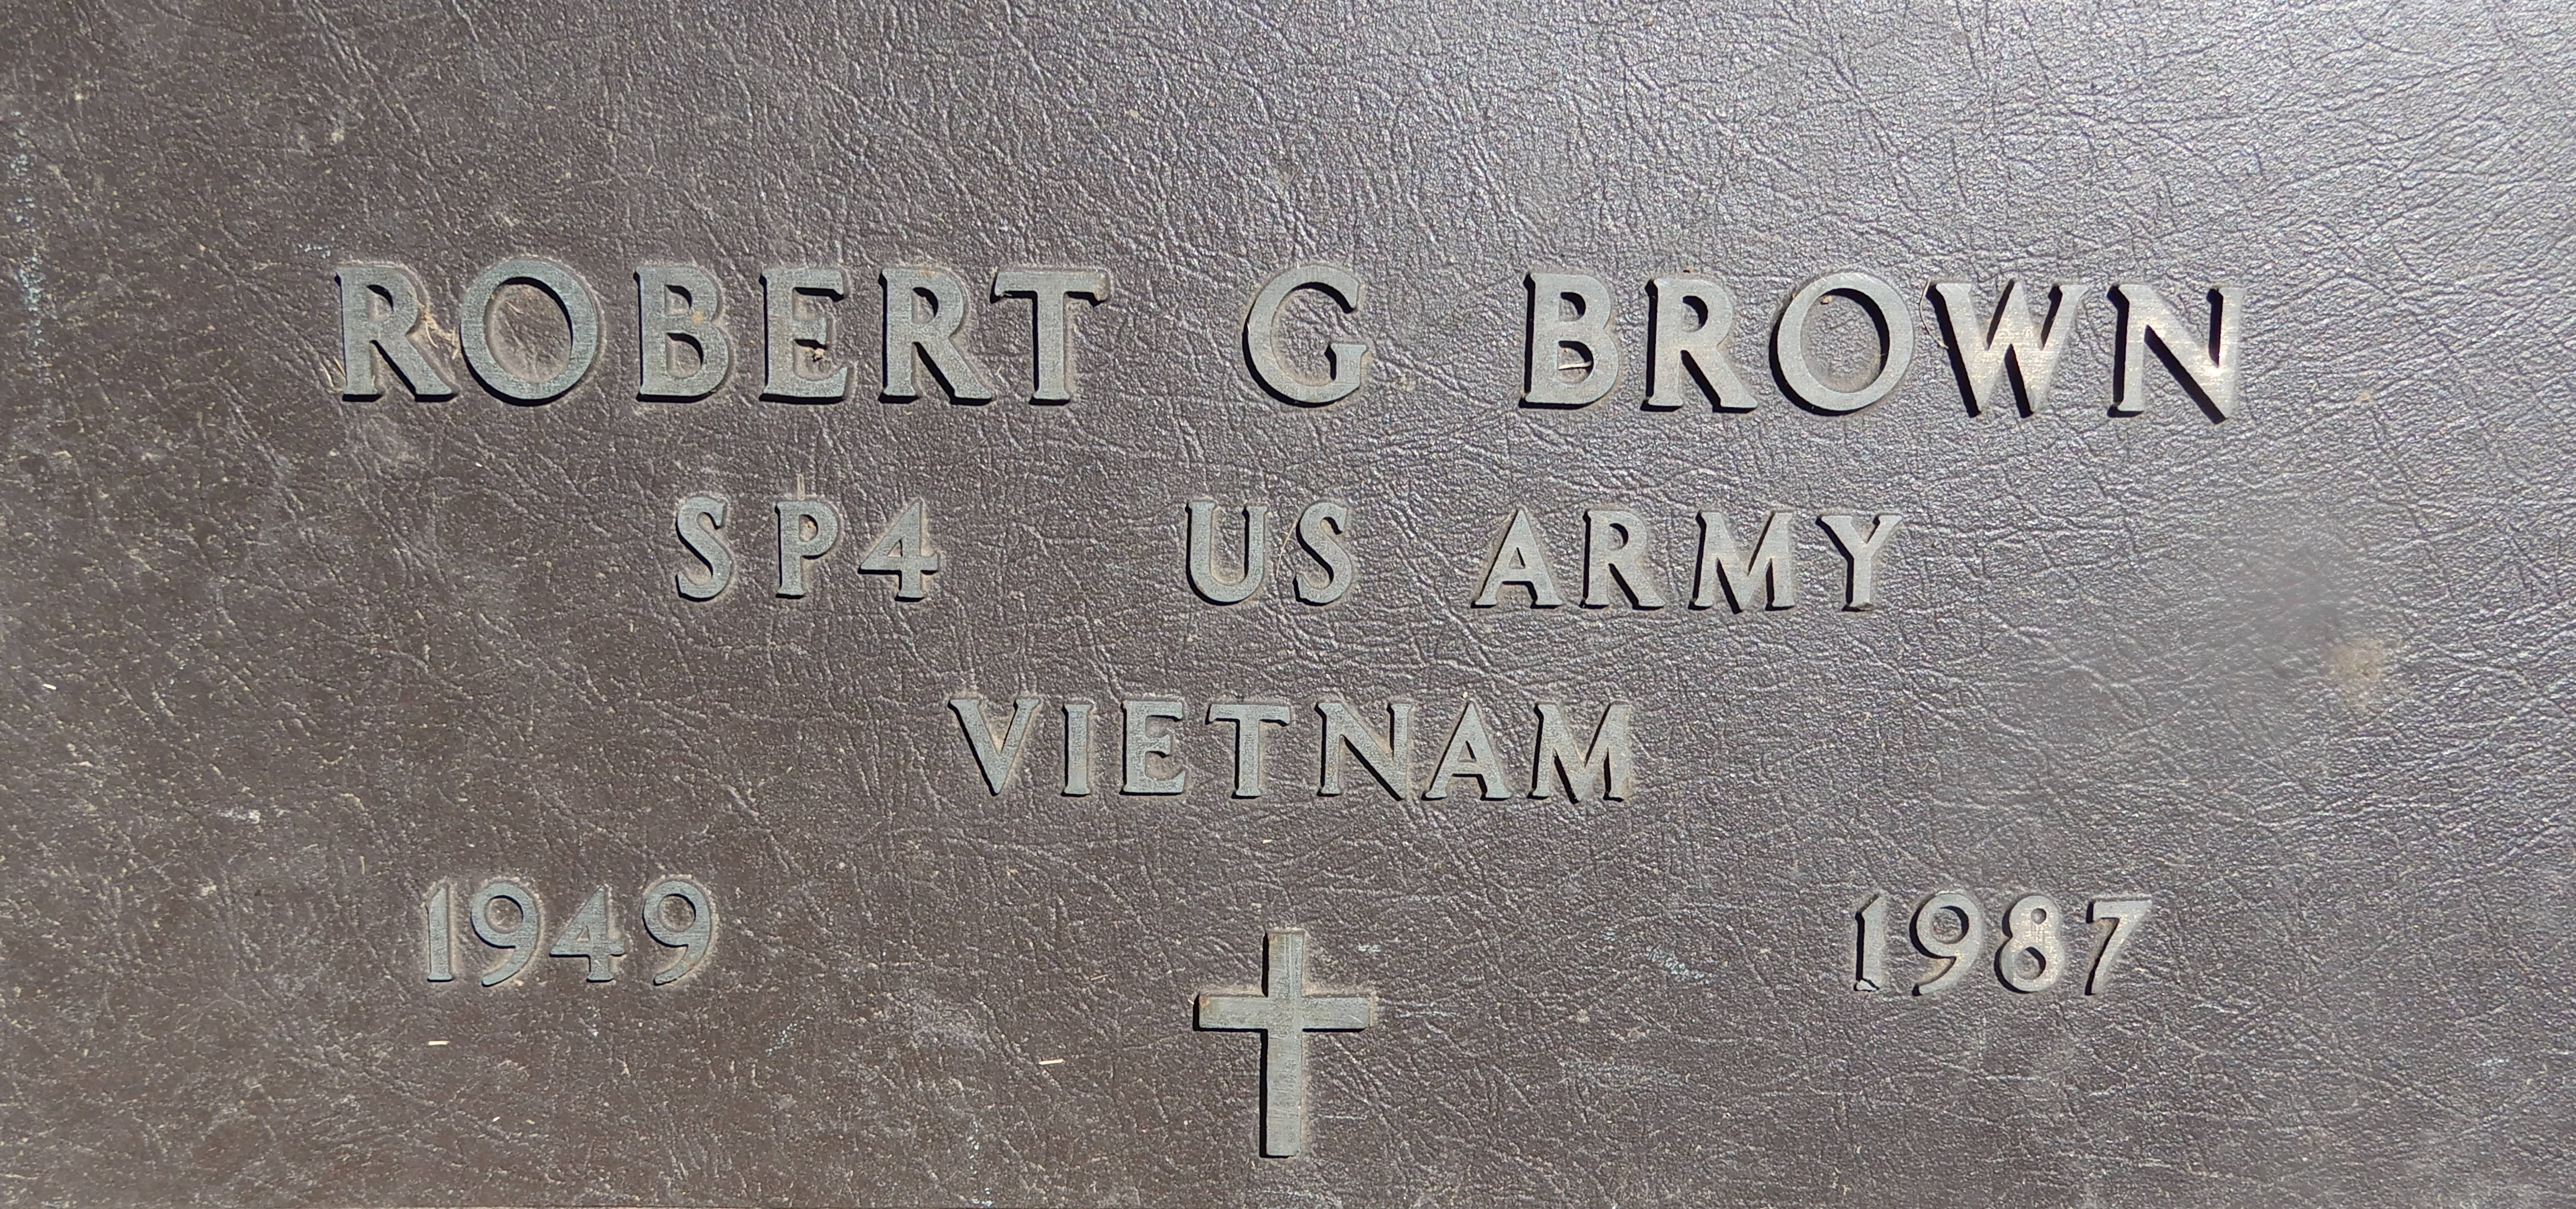 ROBERT G BROWN
SP4 US ARMY
VIETNAM
1949 1987